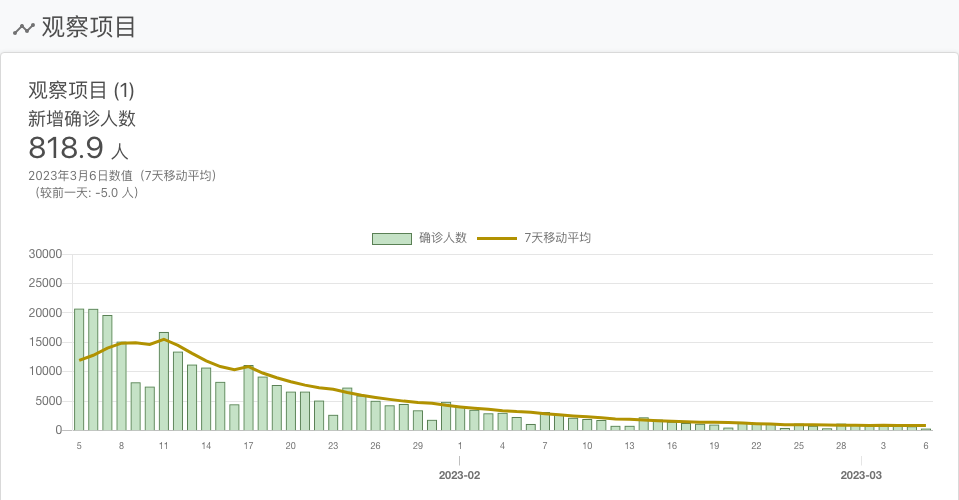 观察项目
观察项目 (1)
新增确诊人数
818.9 人
2023年3月6日数值（7天移动平均）
（较前一天: -5.0 人）
确诊人数 7天移动平均
30000
25000
20000
15000
10000
5000
0
5 8 11 14 17 20 23 26 29 1 4 7 10 13 16 19 22 25 28 3 6
2023-02 2023-03